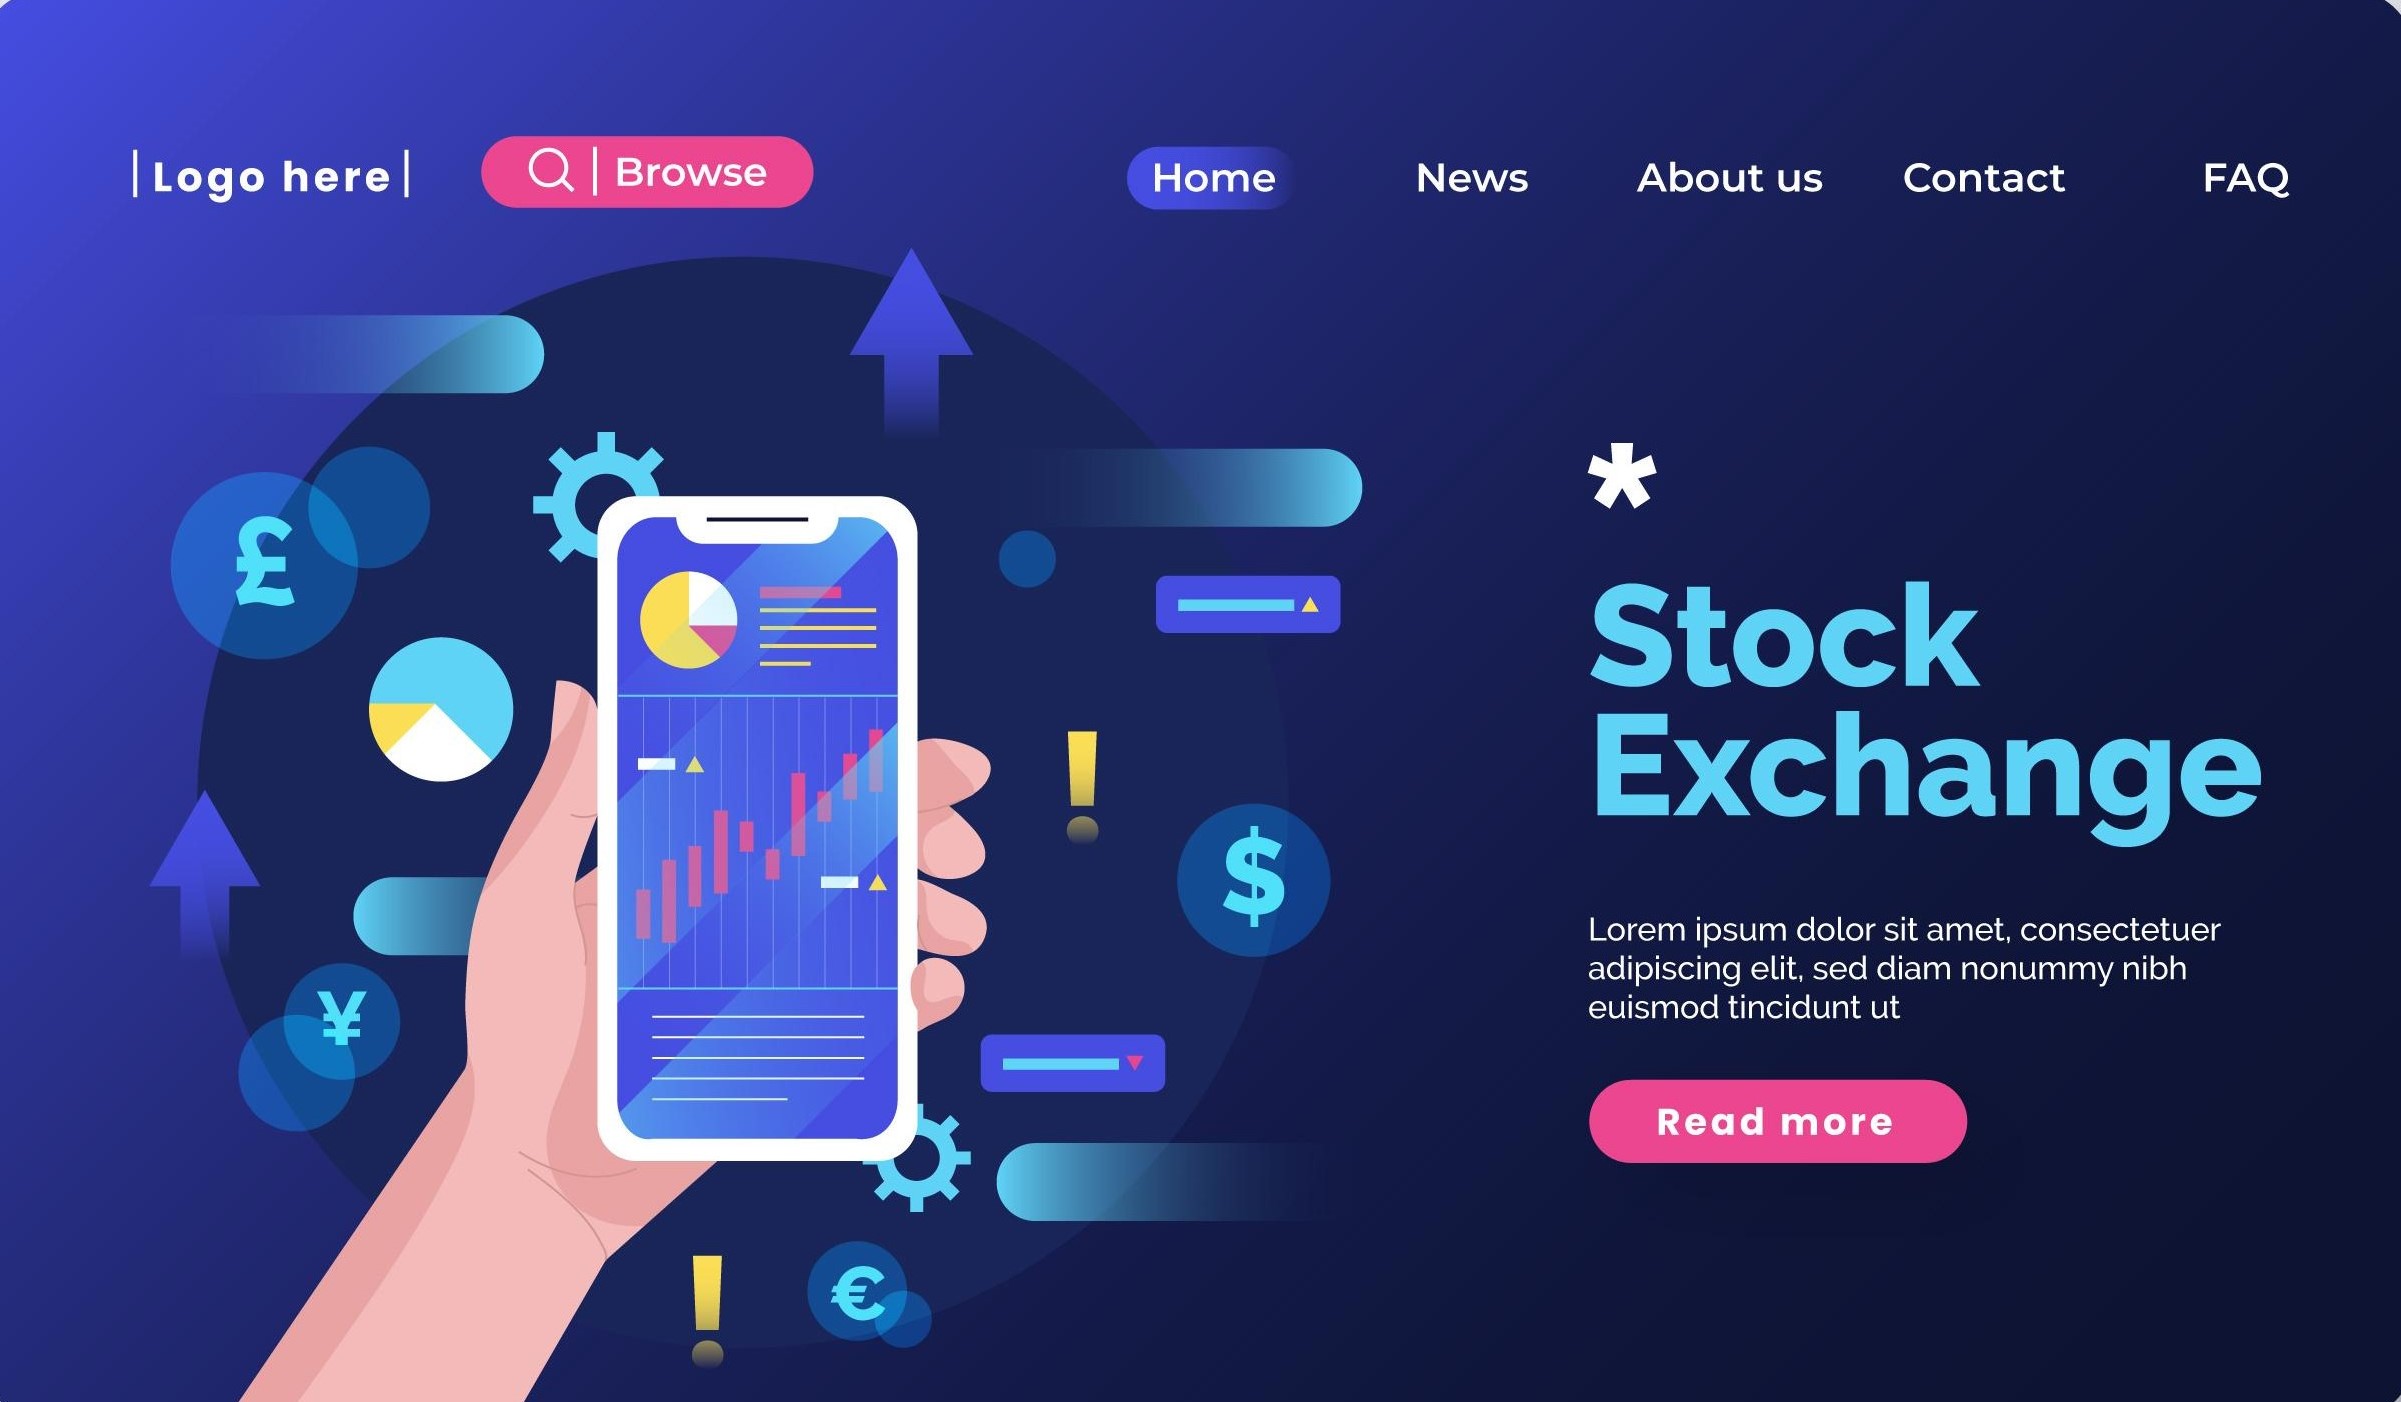 |Logo here|
Browse
Home
News
About us
Contact
FAQ
*
Stock
Exchange
Lorem ipsum dolor sit amet, consectetuer
adipiscing elit, sed diam nonummy nibh
euismod tincidunt ut
Read more
£
¥
$
€
!
!